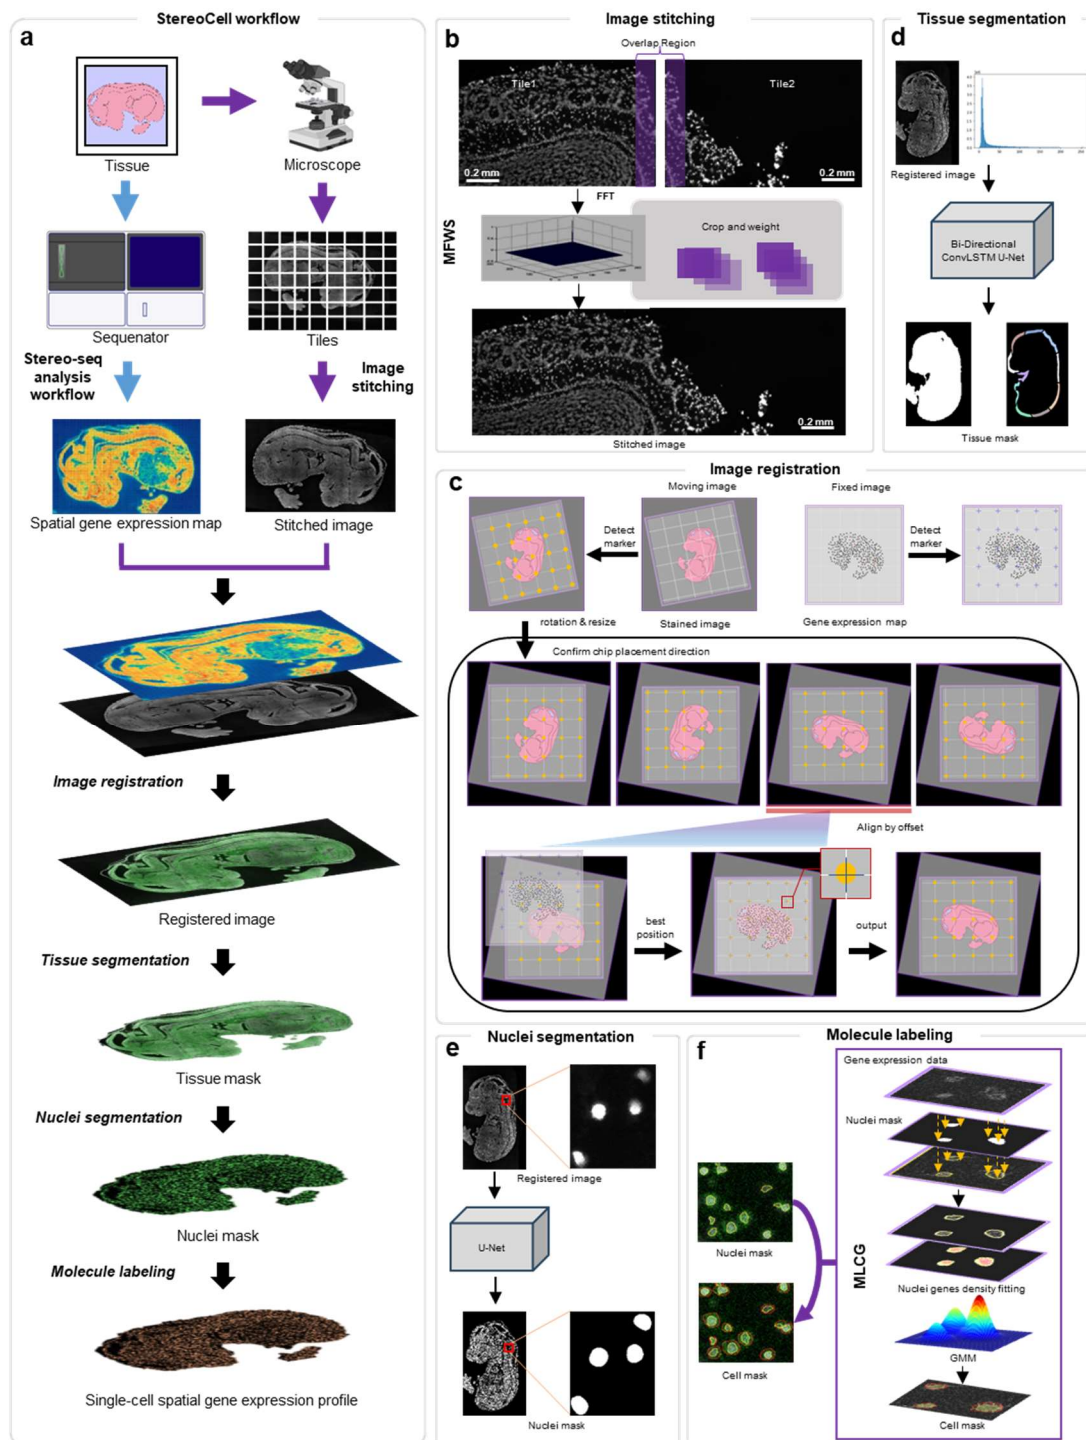 StereoCell workflow
a
Tissue
Microscope
Sequenator
Tiles
Stereo-seq
analysis
workflow
Image
stitching
Spatial gene expression map
Stitched image
Image registration
Registered image
Tissue segmentation
Tissue mask
Nuclei segmentation
Nuclei mask
Molecule labeling
Single-cell spatial gene expression profile
Image stitching
b
Overlap Region
Tile1
Tile2
0.2 mm
0.2 mm
FFT
MFWS
Crop and weight
0.2 mm
Stitched image
Tissue segmentation
d
Registered image
Bi-Directional
ConvLSTM U-Net
Tissue mask
Image registration
c
Moving image
Fixed image
Detect
marker
Detect
marker
rotation & resize
Stained image
Gene expression map
Confirm chip placement direction
Align by offset
best
position
output
Nuclei segmentation
e
Registered image
U-Net
Nuclei mask
Molecule labeling
f
Gene expression data
Nuclei mask
Nuclei mask
MLCG
Nuclei genes density fitting
GMM
Cell mask
Cell mask